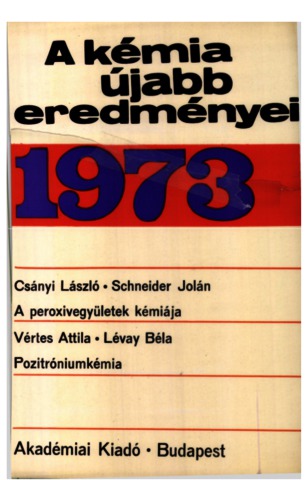 A kémia
újabb
eredményei
1973
Csányi László • Schneider Jolán
A peroxivegyületek kémiája
Vértes Attila • Lévay Béla
Pozitróniumkémia
Akadémiai Kiadó • Budapest